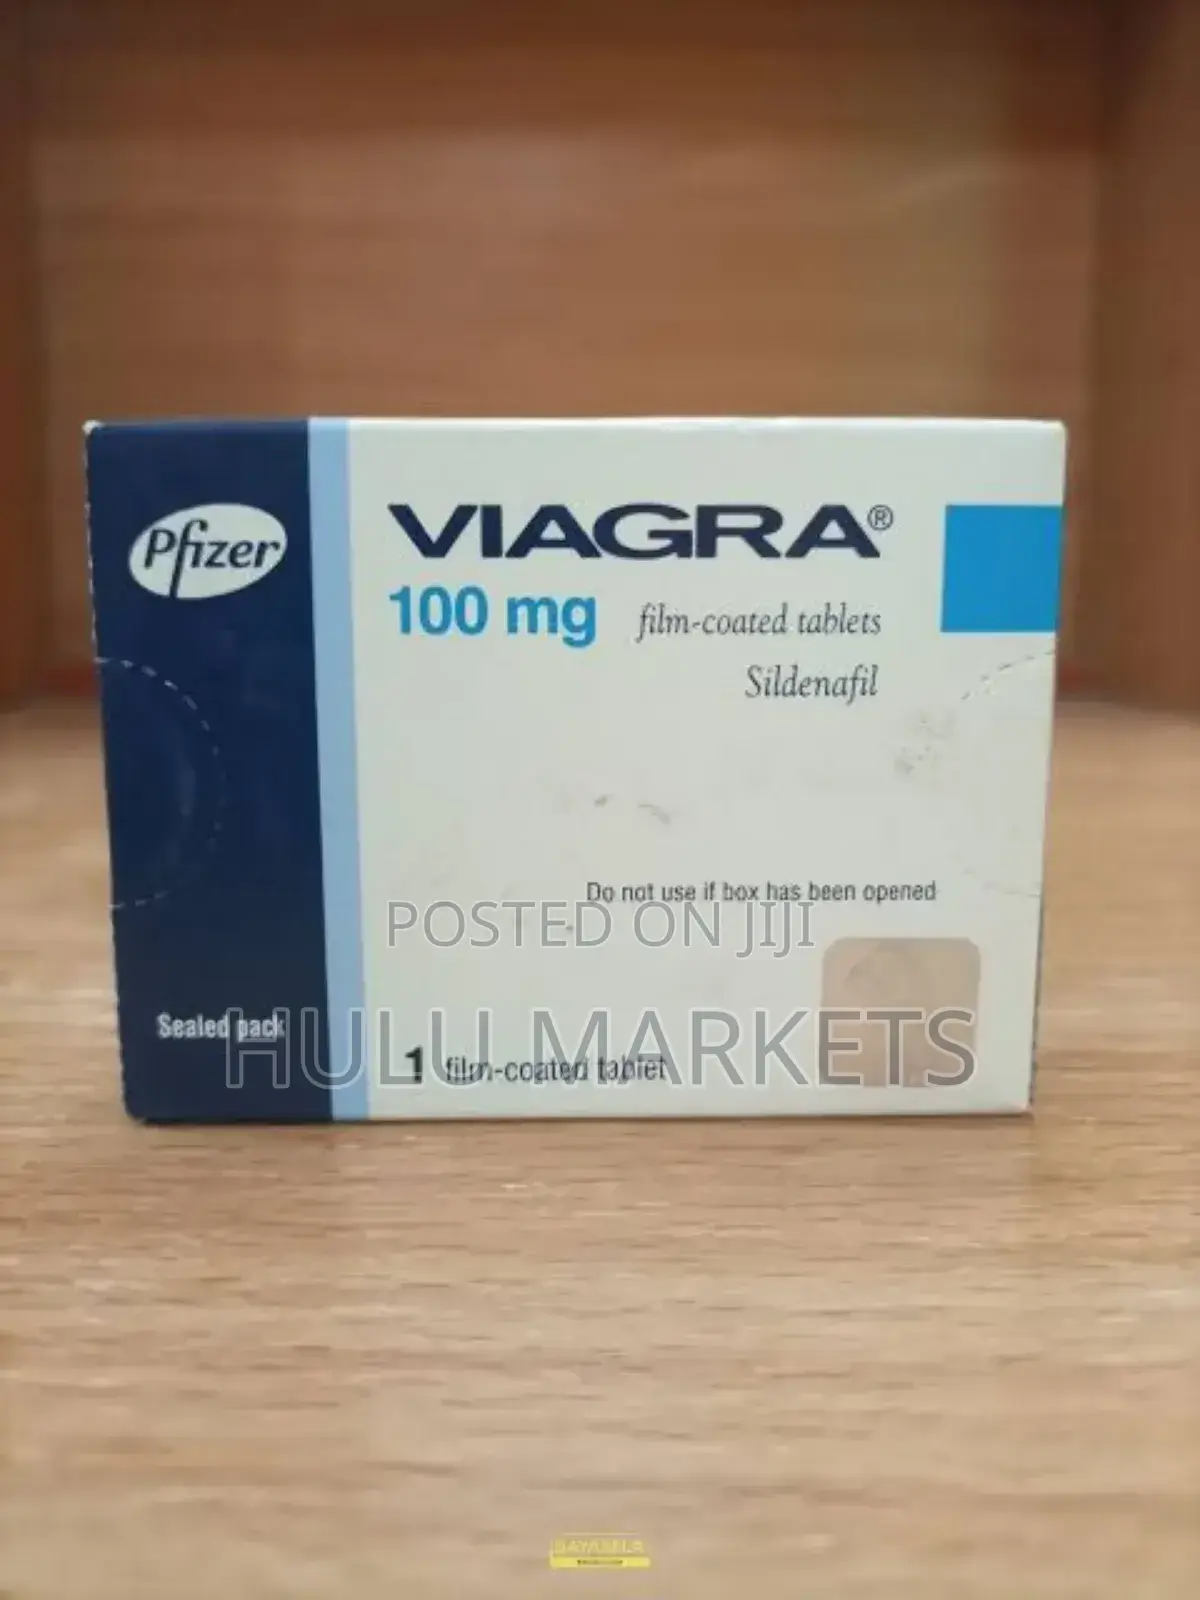 Pfizer
VIAGRA®
100 mg film-coated tablets
Sildenafil
Do not use if box has been opened
POSTED ON JIJI
Sealed pack
HULU MARKETS
1 film-coated tablet